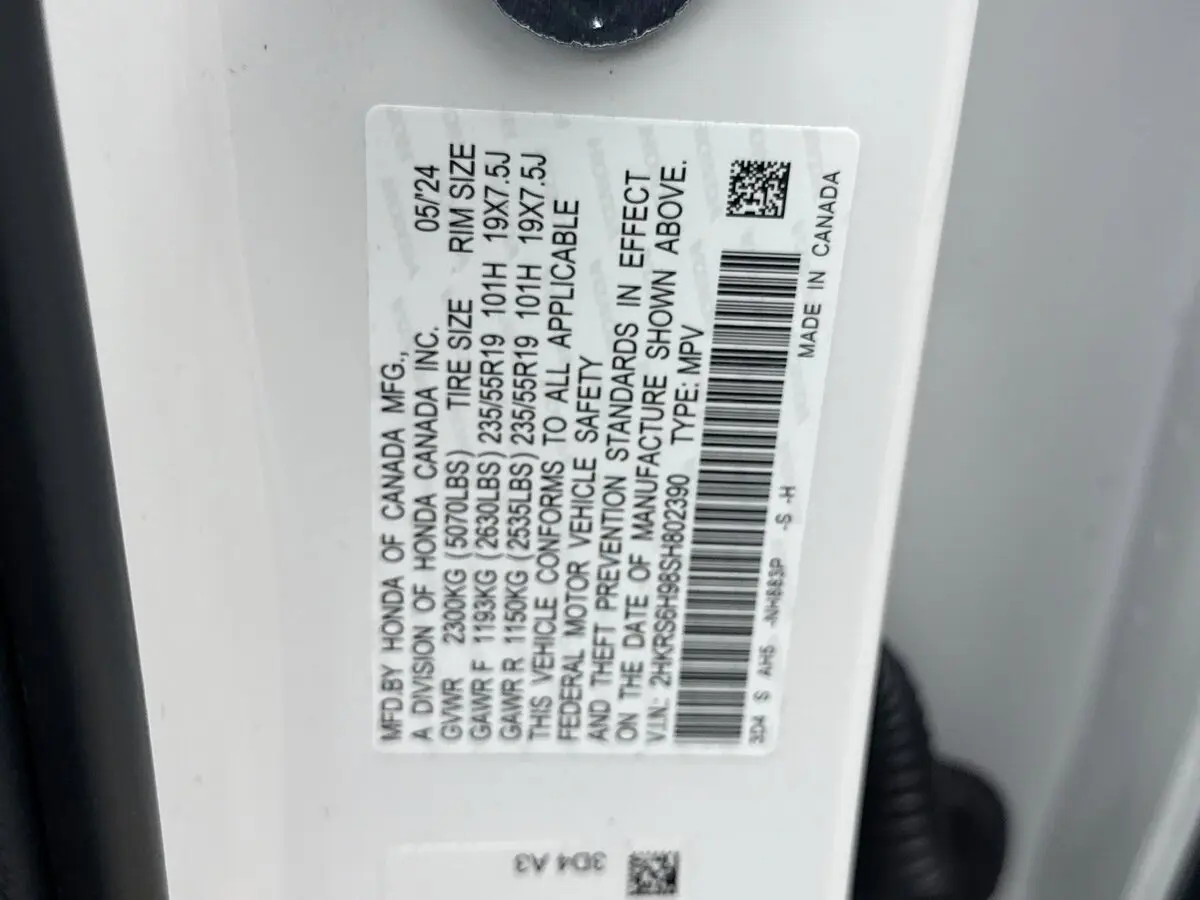 MFD.BY HONDA OF CANADA MFG.,
A DIVISION OF HONDA CANADA INC. 05/'24
GVWR 2300KG (5070LBS) TIRE SIZE RIM SIZE
GAWR F 1193KG (2630LBS) 235/55R19 101H 19X7.5J
GAWR R 1150KG (2535LBS) 235/55R19 101H 19X7.5J
THIS VEHICLE CONFORMS TO ALL APPLICABLE
FEDERAL MOTOR VEHICLE SAFETY
AND THEFT PREVENTION STANDARDS IN EFFECT
ON THE DATE OF MANUFACTURE SHOWN ABOVE.
V.I.N: 2HKRS6H98SH802390 TYPE: MPV
3D4 S AH5 -NH883P -S -H
MADE IN CANADA
3D4 A3